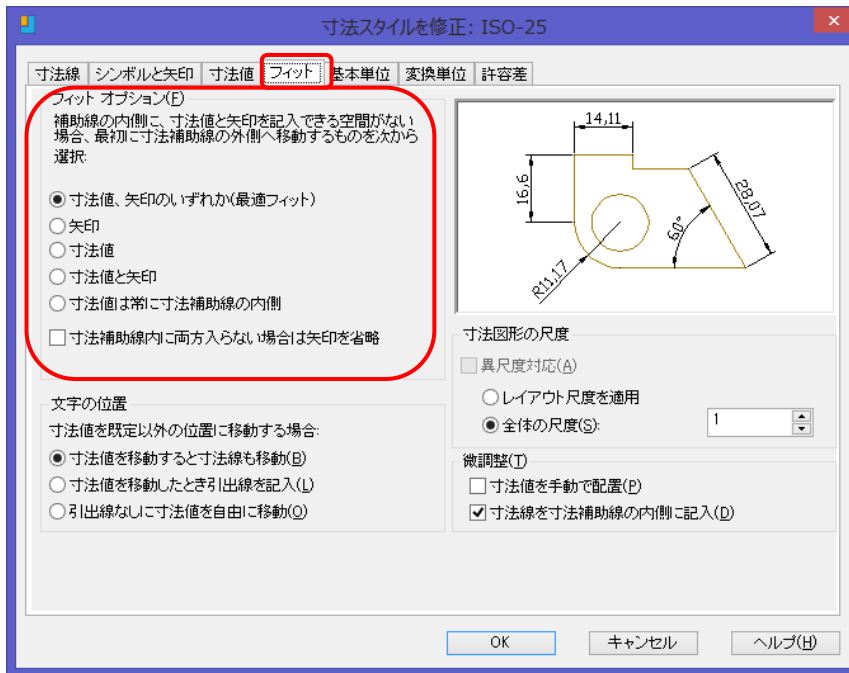 寸法スタイルを修正: ISO-25
寸法線 シンボルと矢印 寸法値 フィット 基本単位 変換単位 許容差
フィット オプション(F)
補助線の内側に、寸法値と矢印を記入できる空間がない
場合、最初に寸法補助線の外側へ移動するものを次から
選択:
寸法値、矢印のいずれか(最適フィット)
矢印
寸法値
寸法値と矢印
寸法値は常に寸法補助線の内側
寸法補助線内に両方入らない場合は矢印を省略
文字の位置
寸法値を既定以外の位置に移動する場合:
寸法値を移動すると寸法線も移動(B)
寸法値を移動したとき引出線を記入(L)
引出線なしに寸法値を自由に移動(O)
14,11
16,6
28,07
60°
R11,17
寸法図形の尺度
異尺度対応(A)
レイアウト尺度を適用
全体の尺度(S):
1
微調整(T)
寸法値を手動で配置(P)
寸法線を寸法補助線の内側に記入(D)
OK キャンセル ヘルプ(H)